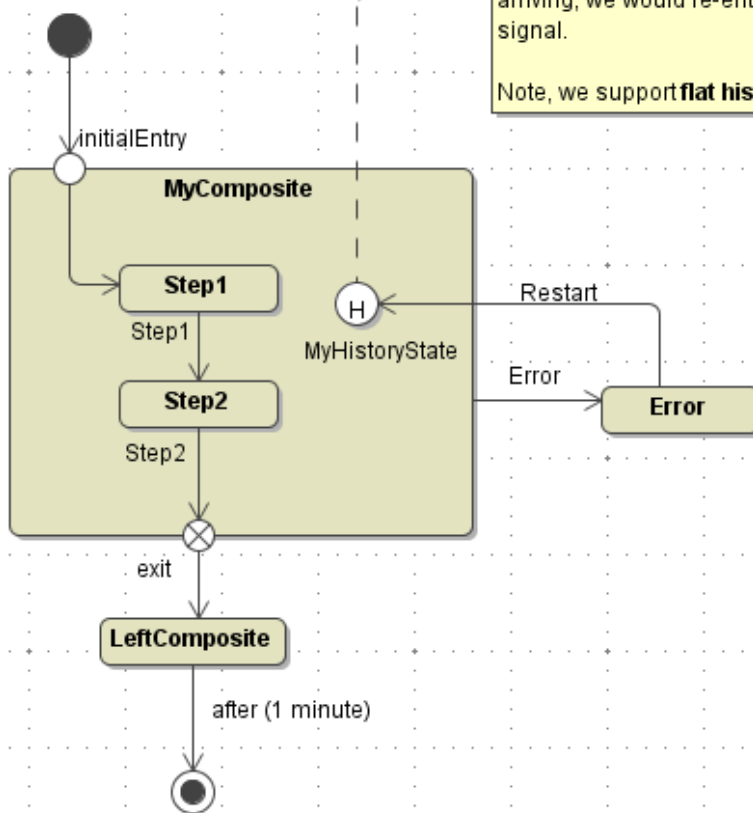 arriving, we would re-ent
signal.
Note, we support flat his
initialEntry
MyComposite
Step1
Step1
H
MyHistoryState
Restart
Error
Error
Step2
Step2
exit
LeftComposite
after (1 minute)